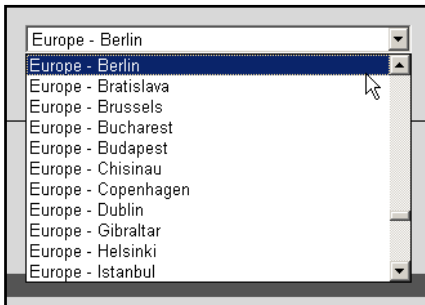 Europe - Berlin
Europe - Berlin
Europe - Bratislava
Europe - Brussels
Europe - Bucharest
Europe - Budapest
Europe - Chisinau
Europe - Copenhagen
Europe - Dublin
Europe - Gibraltar
Europe - Helsinki
Europe - Istanbul